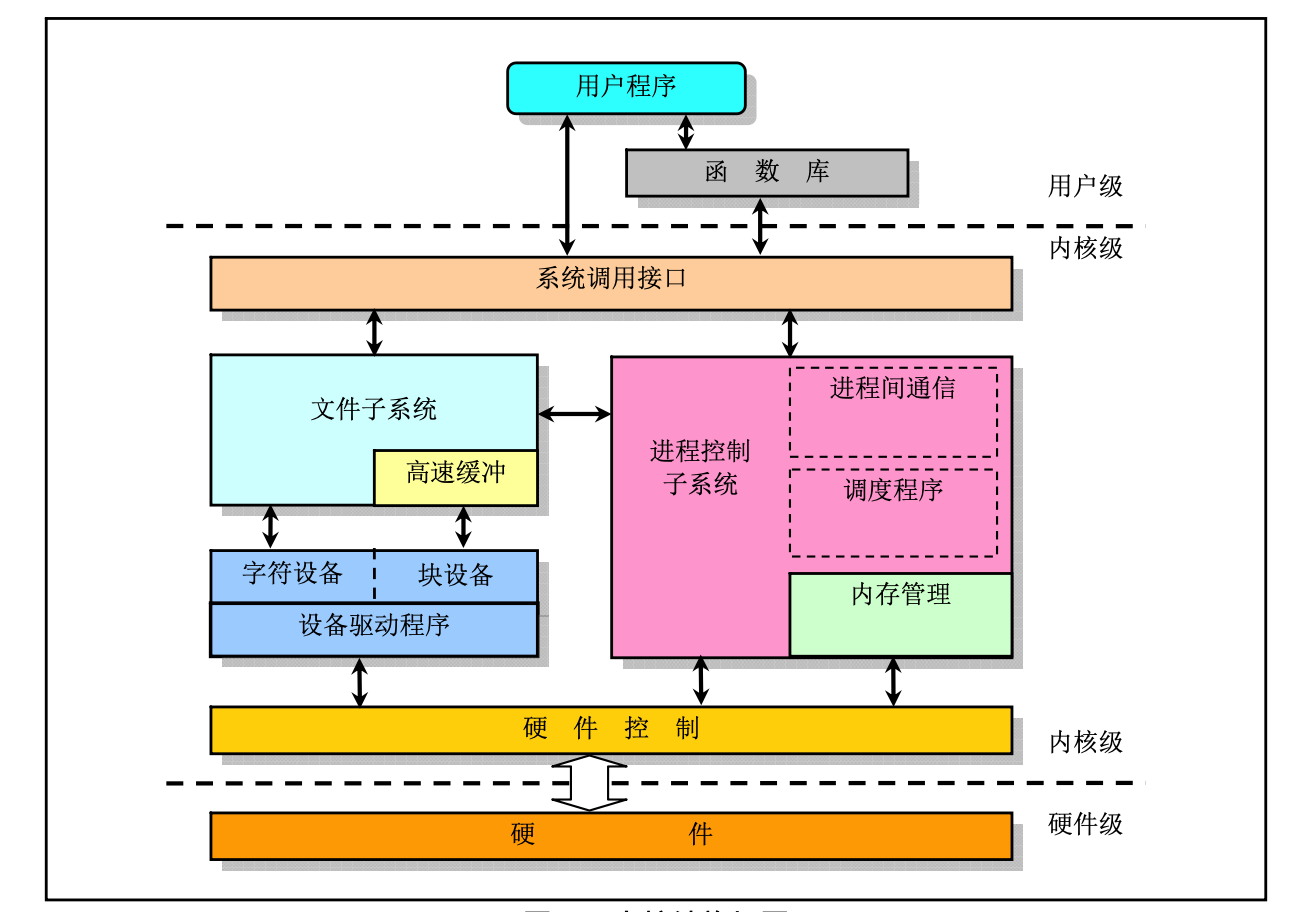 用户程序
函 数 库
用户级
内核级
系统调用接口
文件子系统
高速缓冲
进程控制
子系统
进程间通信
调度程序
内存管理
字符设备
块设备
设备驱动程序
硬 件 控 制
内核级
硬 件
硬件级